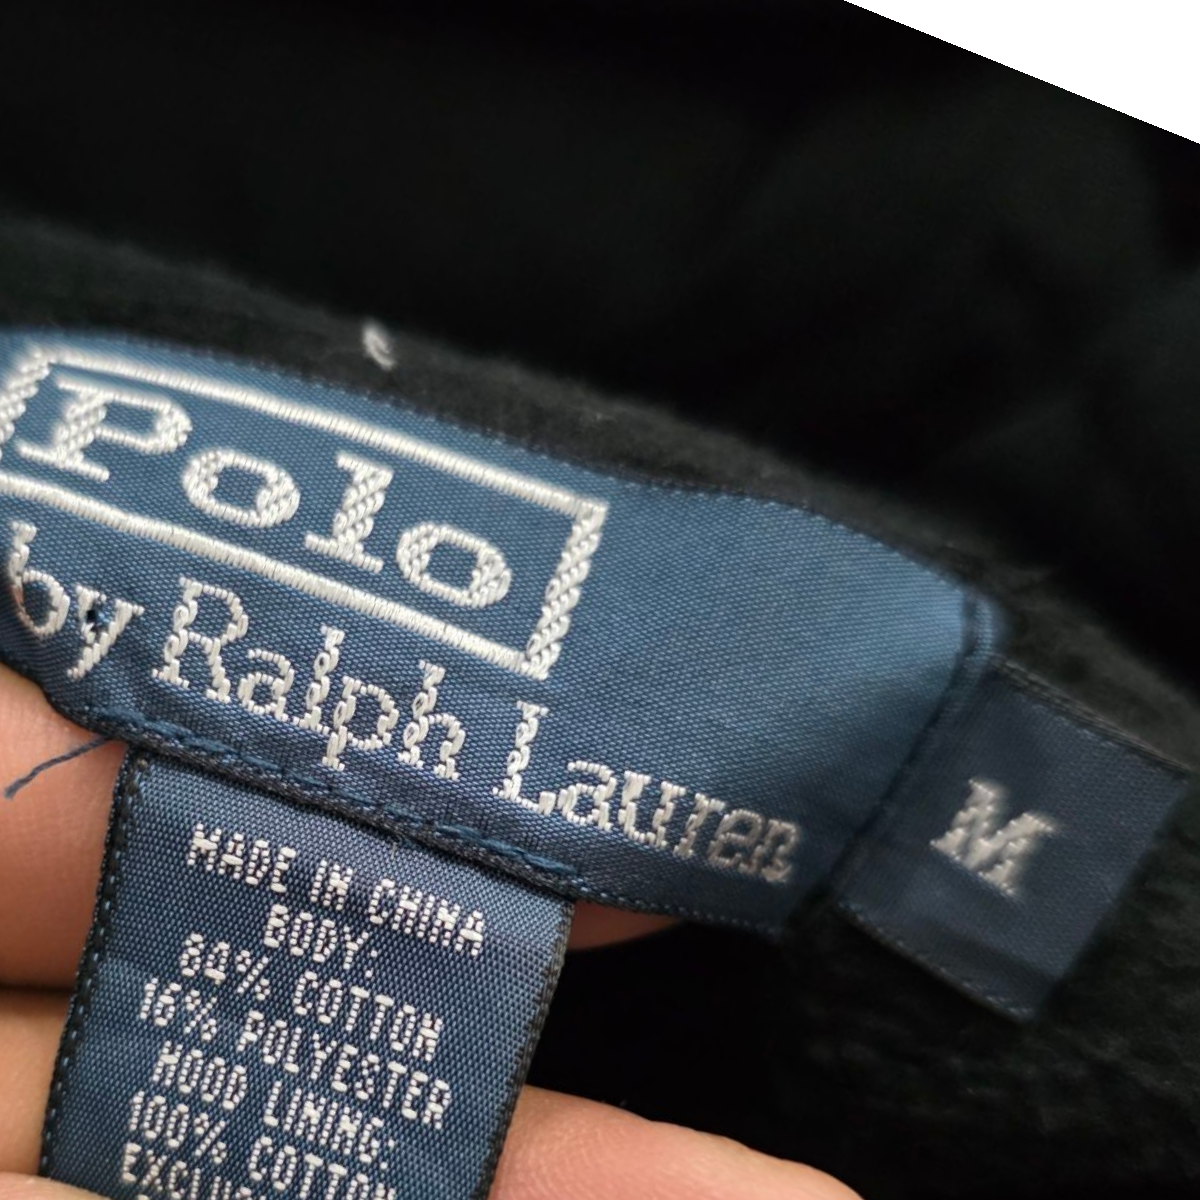 Polo
by Ralph Lauren
M
MADE IN CHINA
BODY:
84% COTTON
16% POLYESTER
HOOD LINING:
100% COTTON